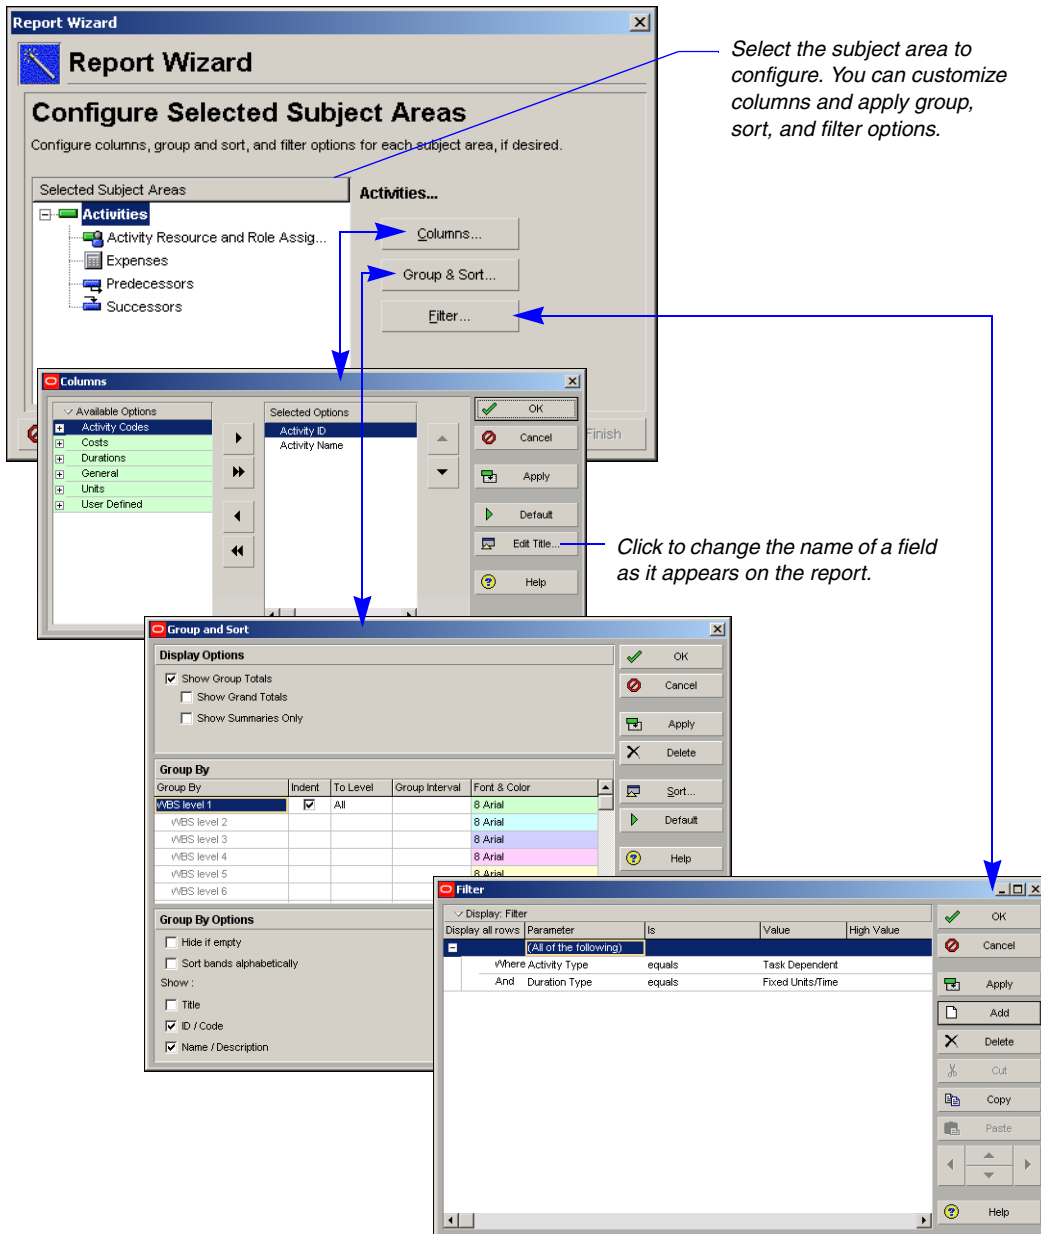 Report Wizard
Report Wizard
Select the subject area to
configure. You can customize
columns and apply group,
sort, and filter options.
Configure Selected Subject Areas
Configure columns, group and sort, and filter options for each subject area, if desired.
Selected Subject Areas
Activities
Activity Resource and Role Assig...
Expenses
Predecessors
Successors
Activities...
Columns...
Group & Sort...
Filter...
Finish
Columns
Available Options
Activity Codes
Costs
Durations
General
Units
User Defined
Selected Options
Activity ID
Activity Name
OK
Cancel
Apply
Default
Edit Title...
Help
Click to change the name of a field
as it appears on the report.
Group and Sort
Display Options
Show Group Totals
Show Grand Totals
Show Summaries Only
Group By
Group By Indent To Level Group Interval Font & Color
WBS level 1 All 8 Arial
WBS level 2 8 Arial
WBS level 3 8 Arial
WBS level 4 8 Arial
WBS level 5 8 Arial
WBS level 6
Group By Options
Hide if empty
Sort bands alphabetically
Show :
Title
ID / Code
Name / Description
OK
Cancel
Apply
Delete
Sort...
Default
Help
Filter
Display: Filter
Display all rows Parameter Is Value High Value
(All of the following)
Where Activity Type equals Task Dependent
And Duration Type equals Fixed Units/Time
OK
Cancel
Apply
Add
Delete
Cut
Copy
Paste
Help